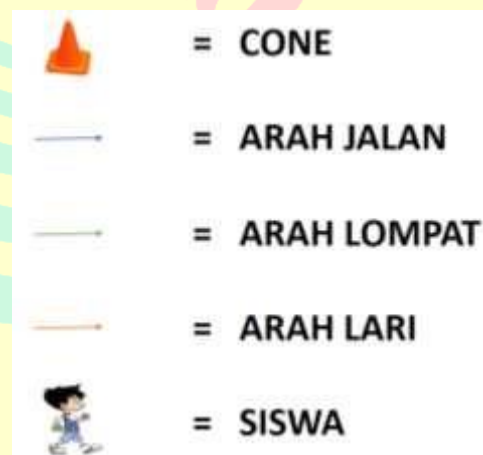 = CONE
= ARAH JALAN
= ARAH LOMPAT
= ARAH LARI
= SISWA